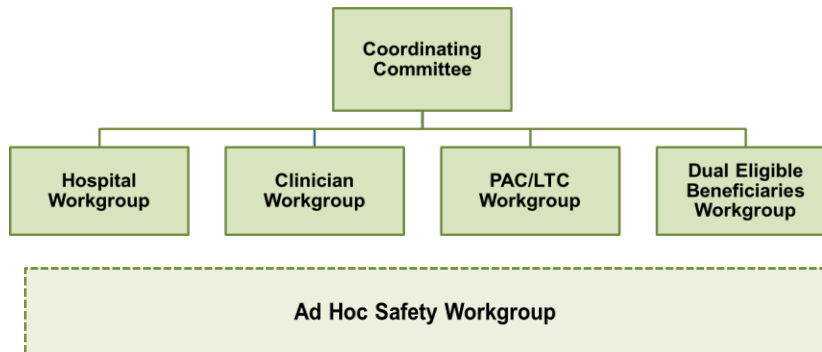 Coordinating
Committee
Hospital
Workgroup
Clinician
Workgroup
PAC/LTC
Workgroup
Dual Eligible
Beneficiaries
Workgroup
Ad Hoc Safety Workgroup